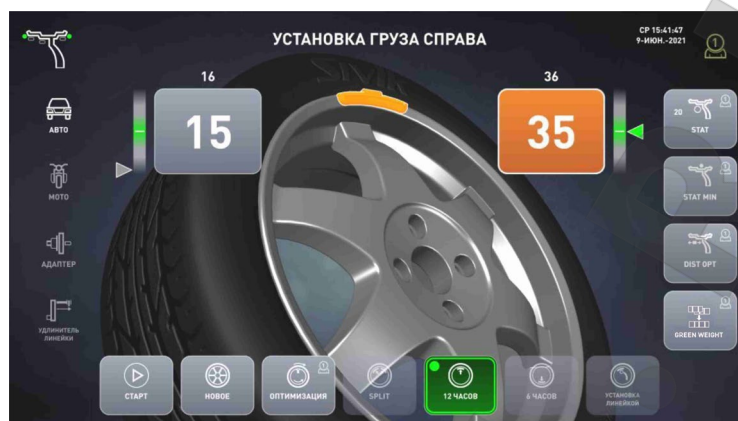 УСТАНОВКА ГРУЗА СПРАВА
СР 15:41:47
9-ИЮН.-2021
1
16
36
15
35
АВТО
МОТО
АДАПТЕР
УДЛИНИТЕЛЬ
ЛИНЕЙКИ
20
STAT
STAT MIN
DIST OPT
GREEN WEIGHT
СТАРТ
НОВОЕ
ОПТИМИЗАЦИЯ
SPLIT
12 ЧАСОВ
6 ЧАСОВ
УСТАНОВКА
ЛИНЕЙКОЙ